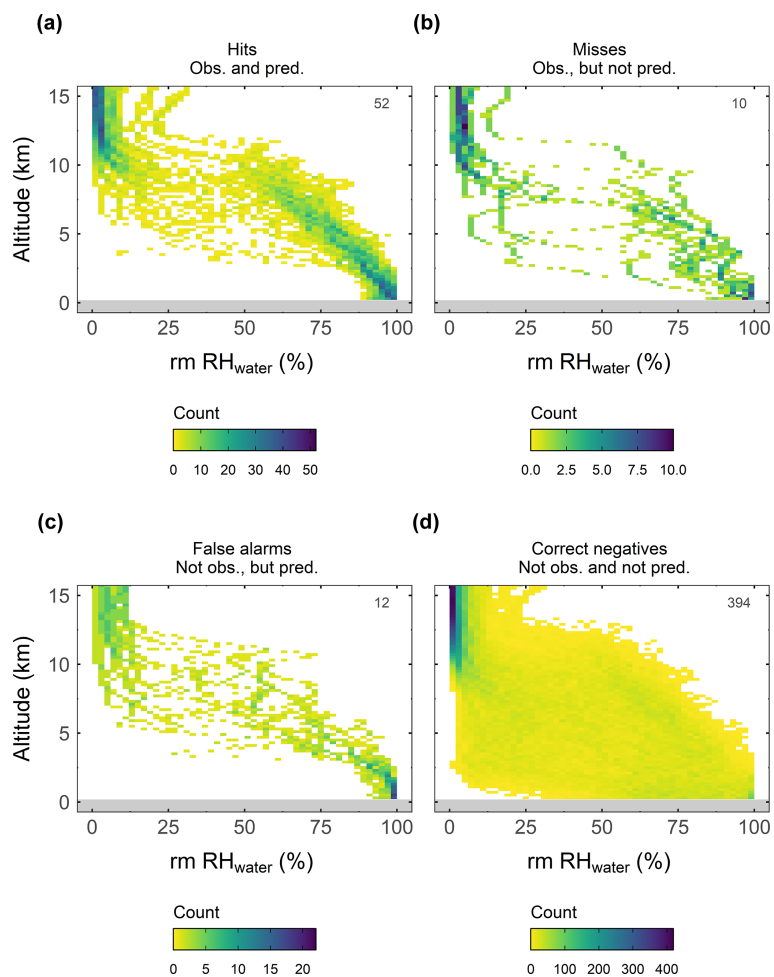 (a)
Hits
Obs. and pred.
52
15
10
5
0
Altitude (km)
0 25 50 75 100
rm RHwater (%)
Count
0 10 20 30 40 50
(b)
Misses
Obs., but not pred.
10
15
10
5
0
0 25 50 75 100
rm RHwater (%)
Count
0.0 2.5 5.0 7.5 10.0
(c)
False alarms
Not obs., but pred.
12
15
10
5
0
Altitude (km)
0 25 50 75 100
rm RHwater (%)
Count
0 5 10 15 20
(d)
Correct negatives
Not obs. and not pred.
394
15
10
5
0
0 25 50 75 100
rm RHwater (%)
Count
0 100 200 300 400